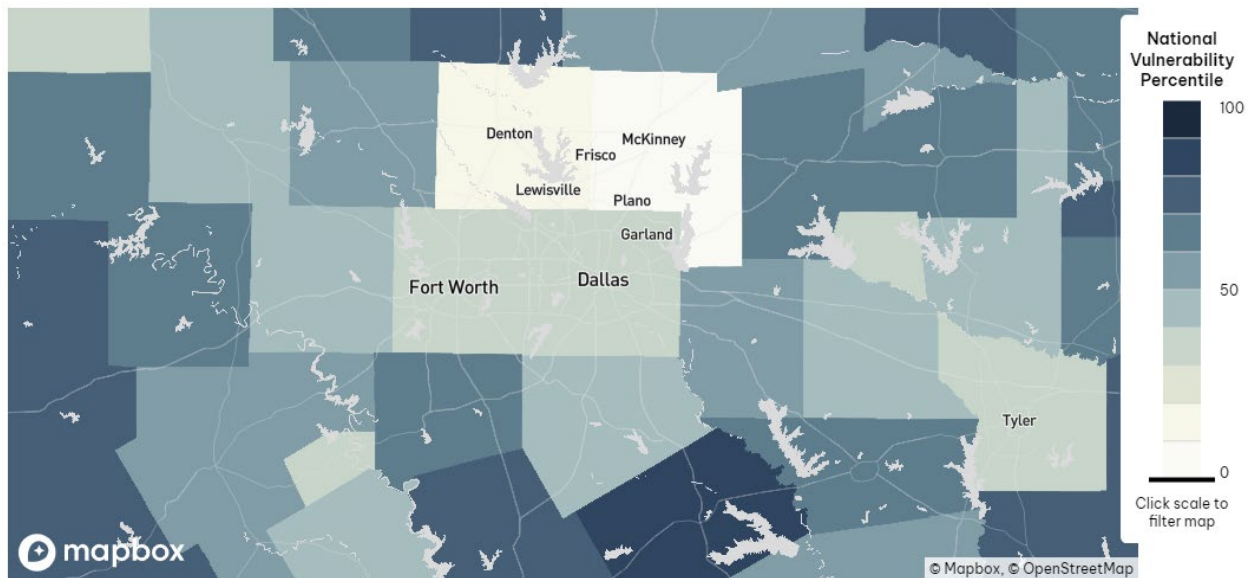 National
Vulnerability
Percentile
100
50
0
Click scale to
filter map
Denton
McKinney
Frisco
Lewisville
Plano
Garland
Fort Worth
Dallas
Tyler
mapbox
© Mapbox, © OpenStreetMap